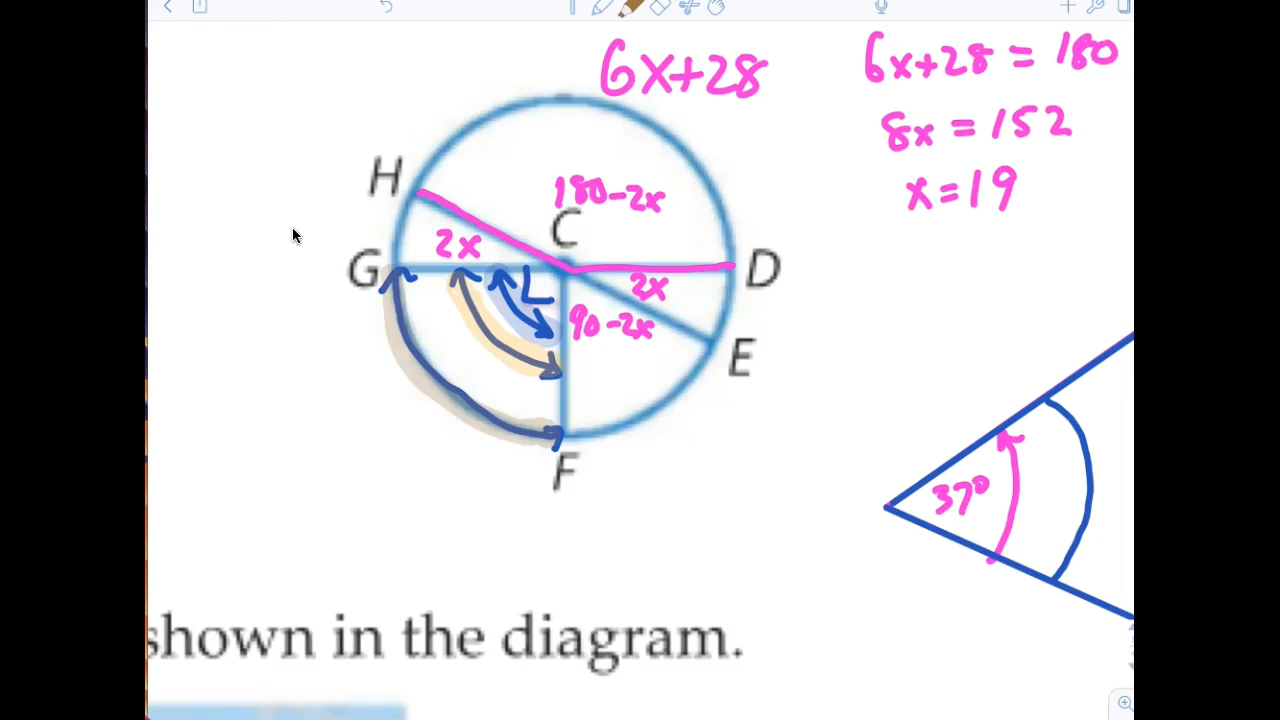 6x+28
6x+28 = 180
8x = 152
x = 19
H
180-2x
C
2x
G
D
2x
90-2x
E
F
37°
shown in the diagram.